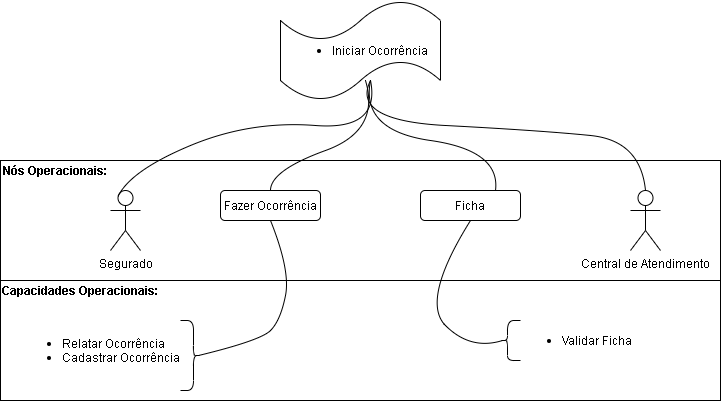 • Iniciar Ocorrência
Nós Operacionais:
Fazer Ocorrência
Ficha
Segurado
Central de Atendimento
Capacidades Operacionais:
• Relatar Ocorrência
• Cadastrar Ocorrência
• Validar Ficha